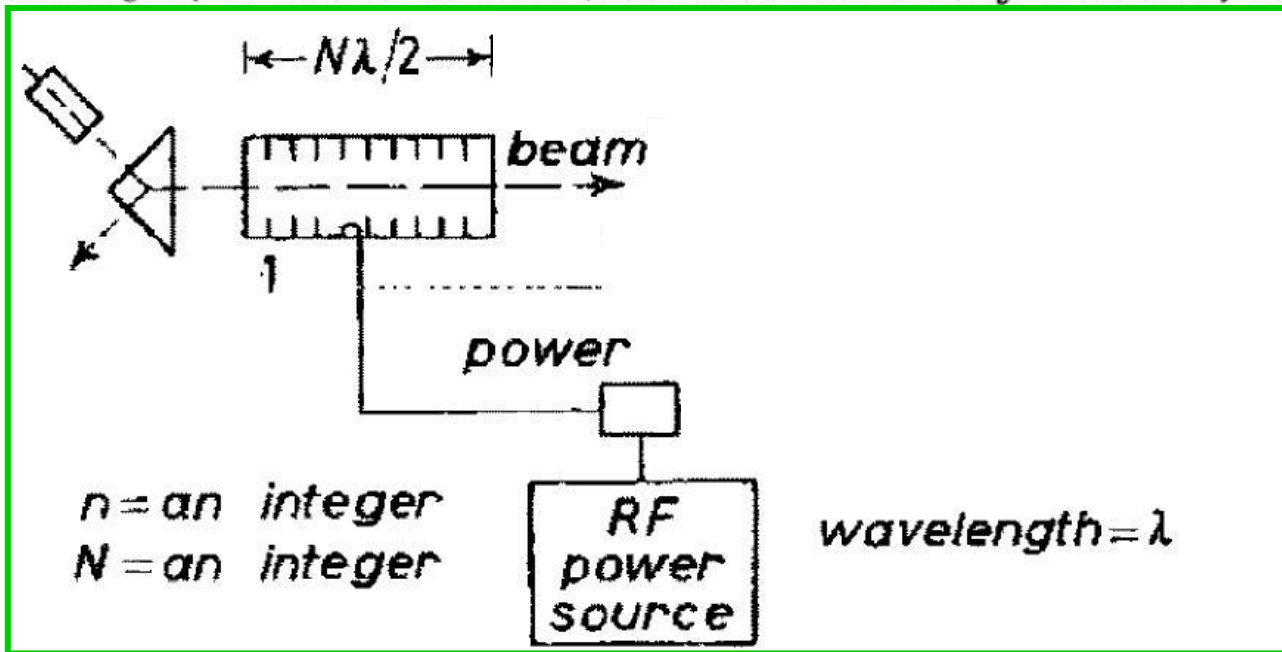 Nλ/2
beam
1
power
n = an integer
N = an integer
RF
power
source
wavelength = λ